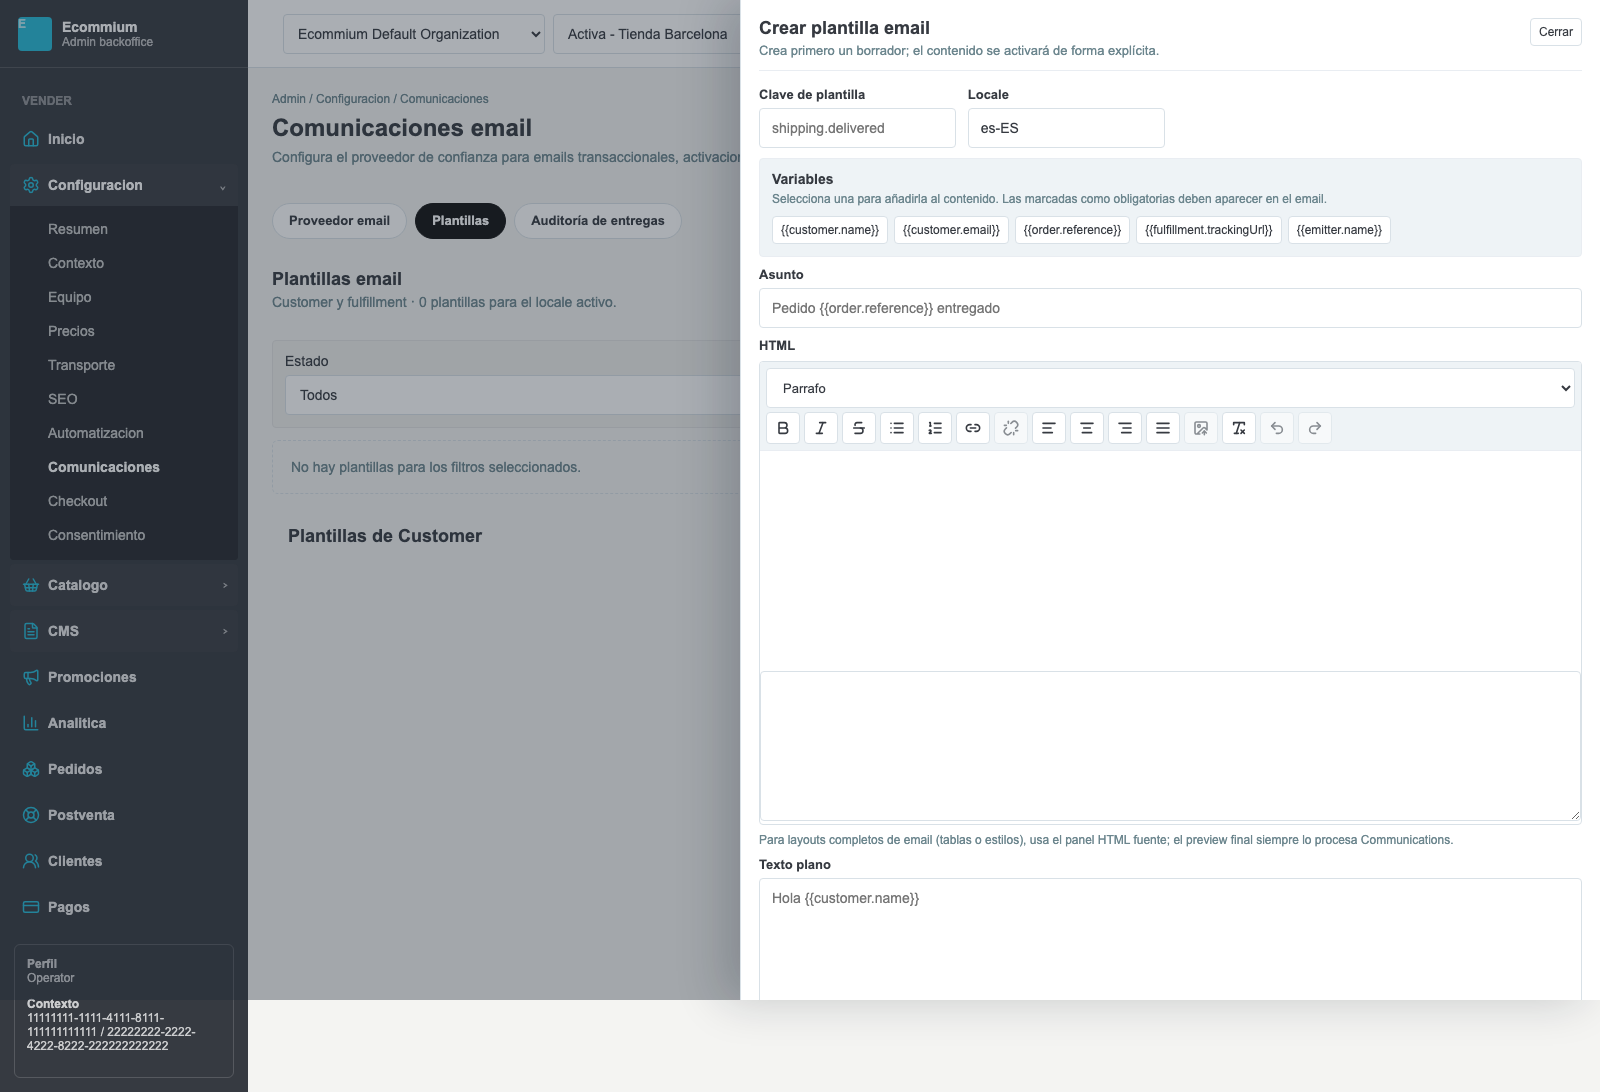 E
Ecommium
Admin backoffice
VENDER
Inicio
Configuracion
Resumen
Contexto
Equipo
Precios
Transporte
SEO
Automatizacion
Comunicaciones
Checkout
Consentimiento
Catalogo
CMS
Promociones
Analitica
Pedidos
Postventa
Clientes
Pagos
Perfil
Operator
Contexto
11111111-1111-4111-8111-
111111111111 / 22222222-2222-
4222-8222-222222222222
Ecommium Default Organization
Activa - Tienda Barcelona
Admin / Configuracion / Comunicaciones
Comunicaciones email
Configura el proveedor de confianza para emails transaccionales, activacion
Proveedor email
Plantillas
Auditoría de entregas
Plantillas email
Customer y fulfillment · 0 plantillas para el locale activo.
Estado
Todos
No hay plantillas para los filtros seleccionados.
Plantillas de Customer
Crear plantilla email
Crea primero un borrador; el contenido se activará de forma explícita.
Cerrar
Clave de plantilla
Locale
shipping.delivered
es-ES
Variables
Selecciona una para añadirla al contenido. Las marcadas como obligatorias deben aparecer en el email.
{{customer.name}}
{{customer.email}}
{{order.reference}}
{{fulfillment.trackingUrl}}
{{emitter.name}}
Asunto
Pedido {{order.reference}} entregado
HTML
Parrafo
Para layouts completos de email (tablas o estilos), usa el panel HTML fuente; el preview final siempre lo procesa Communications.
Texto plano
Hola {{customer.name}}